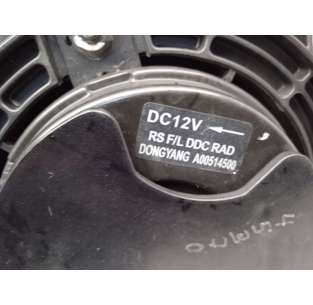 DC12V
RS F/L DDC RAD
DONGYANG A00514500